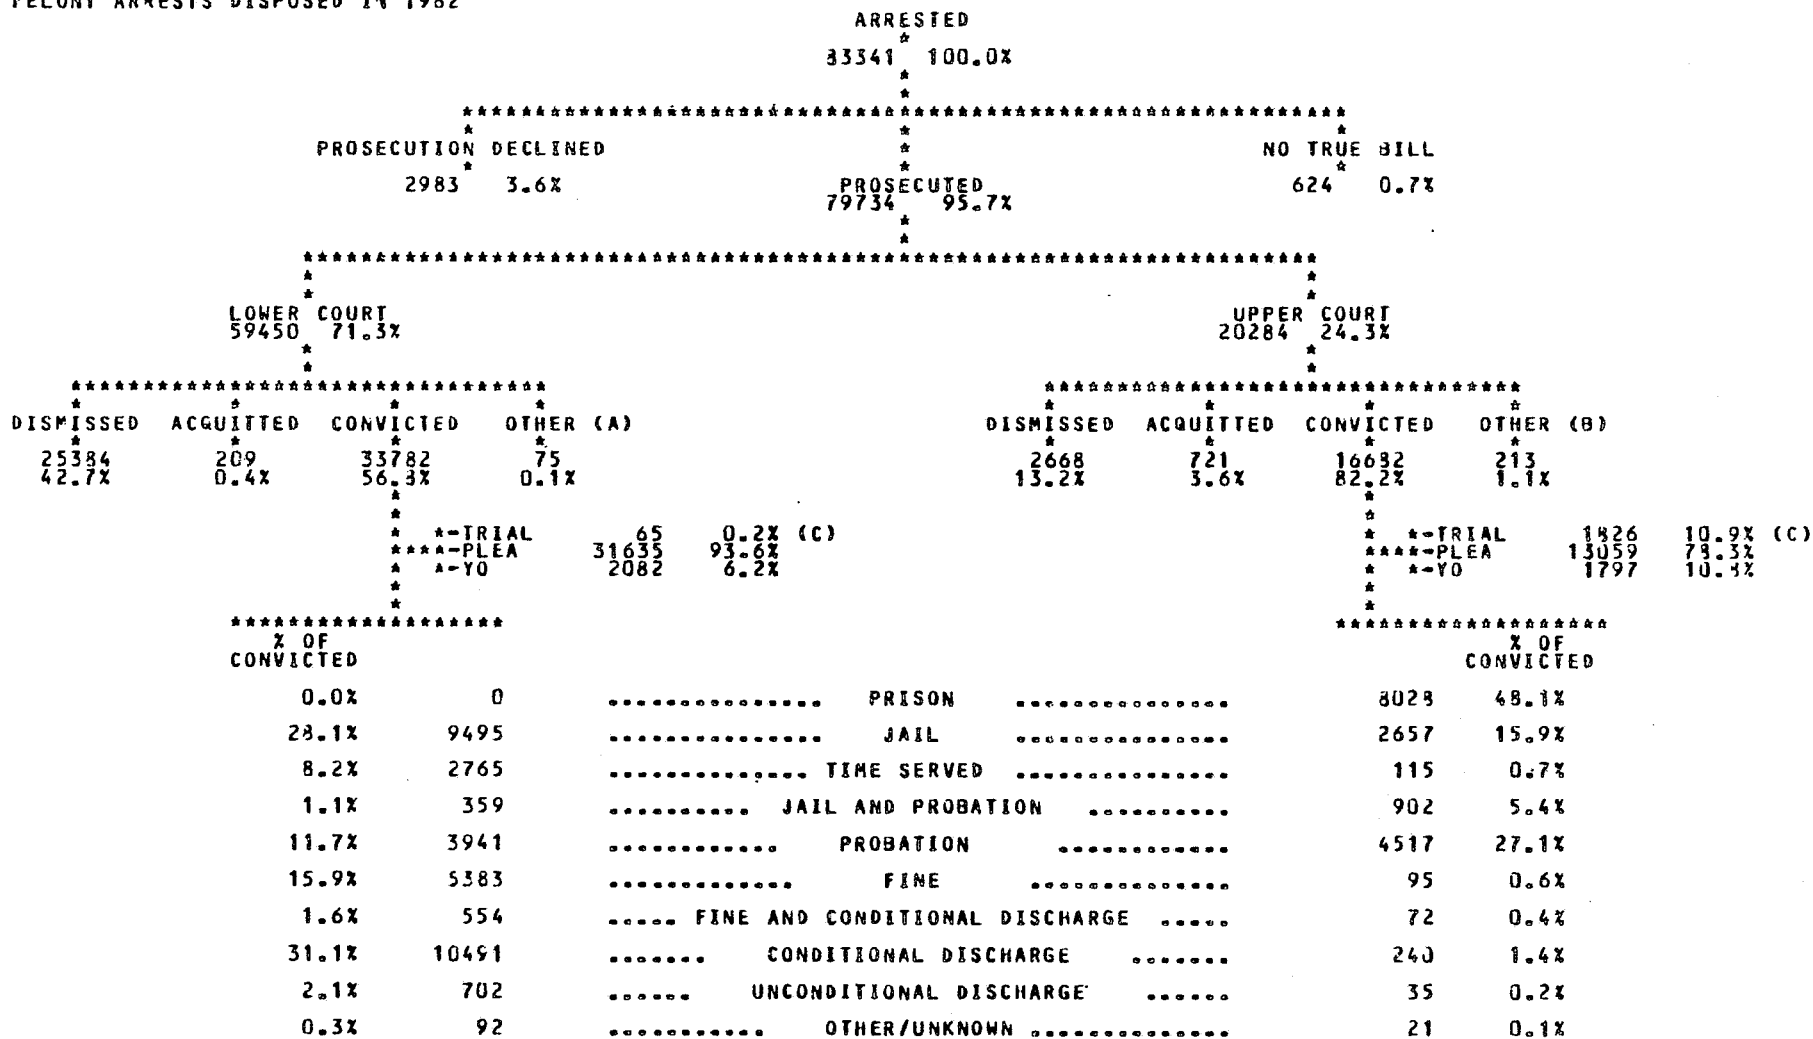 FELONY ARRESTS DISPOSED IN 1982
ARRESTED
83341 100.0%
PROSECUTION DECLINED NO TRUE BILL
2983 3.6% PROSECUTED 624 0.7%
79734 95.7%
LOWER COURT UPPER COURT
59450 71.3% 20284 24.3%
DISMISSED ACQUITTED CONVICTED OTHER (A) DISMISSED ACQUITTED CONVICTED OTHER (B)
25384 209 33782 75 2668 721 16682 213
42.7% 0.4% 56.8% 0.1% 13.2% 3.6% 82.2% 1.1%
*-TRIAL 65 0.2% (C) *-TRIAL 1826 10.9% (C)
****-PLEA 31635 93.6% ****-PLEA 13059 78.3%
*-YO 2082 6.2% *-YO 1797 10.8%
% OF % OF
CONVICTED CONVICTED
0.0% 0 ............... PRISON ............... 8028 48.1%
28.1% 9495 ............... JAIL ............... 2657 15.9%
8.2% 2765 .............. TIME SERVED ............... 115 0.7%
1.1% 359 .......... JAIL AND PROBATION .......... 902 5.4%
11.7% 3941 ............ PROBATION ............ 4517 27.1%
15.9% 5383 ............. FINE .............. 95 0.6%
1.6% 554 ..... FINE AND CONDITIONAL DISCHARGE ..... 72 0.4%
31.1% 10491 ....... CONDITIONAL DISCHARGE ....... 240 1.4%
2.1% 702 ...... UNCONDITIONAL DISCHARGE ...... 35 0.2%
0.3% 92 ........... OTHER/UNKNOWN .............. 21 0.1%